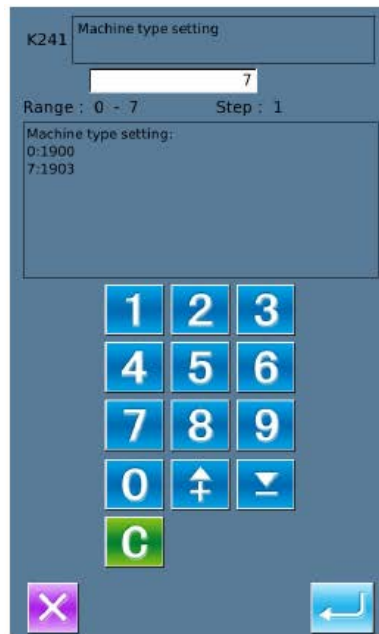 K241
Machine type setting
7
Range : 0 - 7 Step : 1
Machine type setting:
0:1900
7:1903
1 2 3
4 5 6
7 8 9
0
C